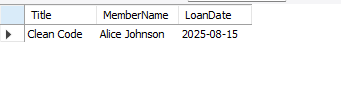 Title MemberName LoanDate
Clean Code Alice Johnson 2025-08-15